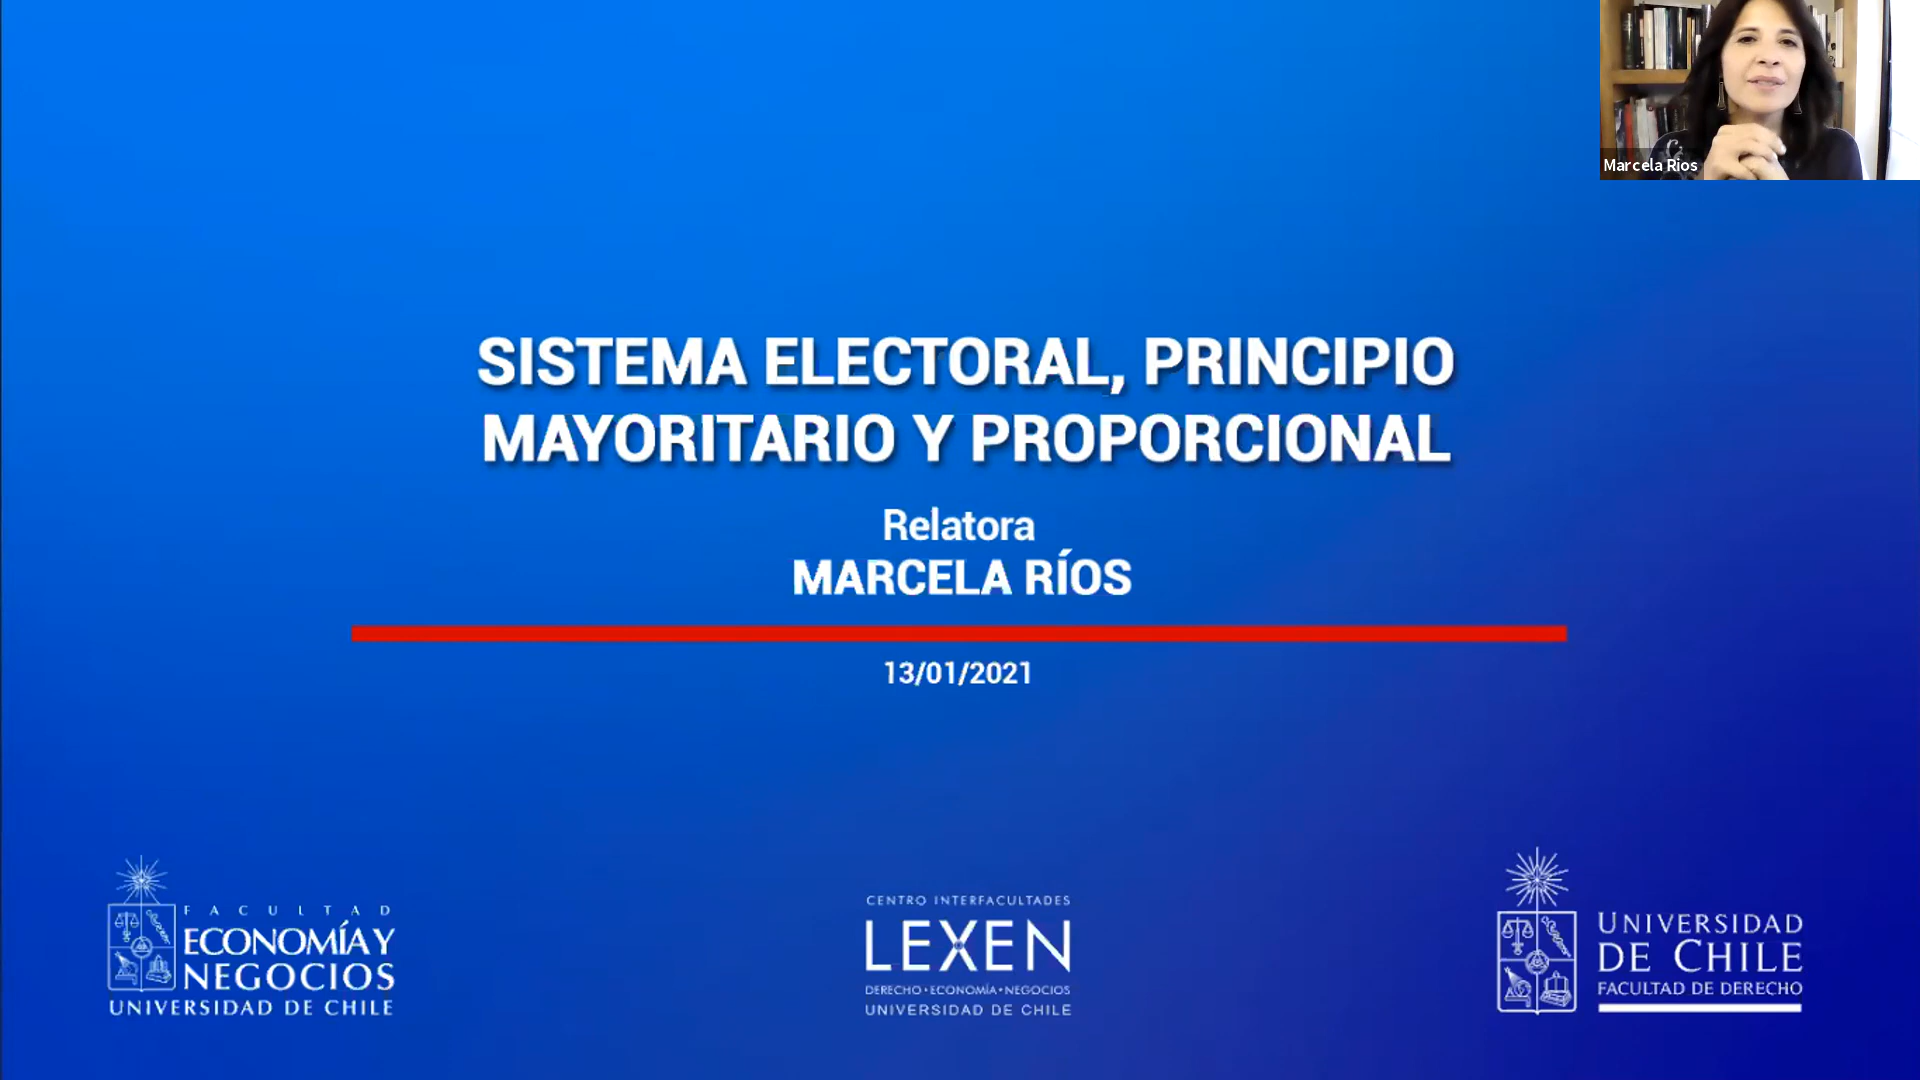 Marcela Rios
SISTEMA ELECTORAL, PRINCIPIO
MAYORITARIO Y PROPORCIONAL
Relatora
MARCELA RÍOS
13/01/2021
FACULTAD
ECONOMÍA Y
NEGOCIOS
UNIVERSIDAD DE CHILE
CENTRO INTERFACULTADES
LEXEN
DERECHO•ECONOMÍA•NEGOCIOS
UNIVERSIDAD DE CHILE
UNIVERSIDAD
DE CHILE
FACULTAD DE DERECHO